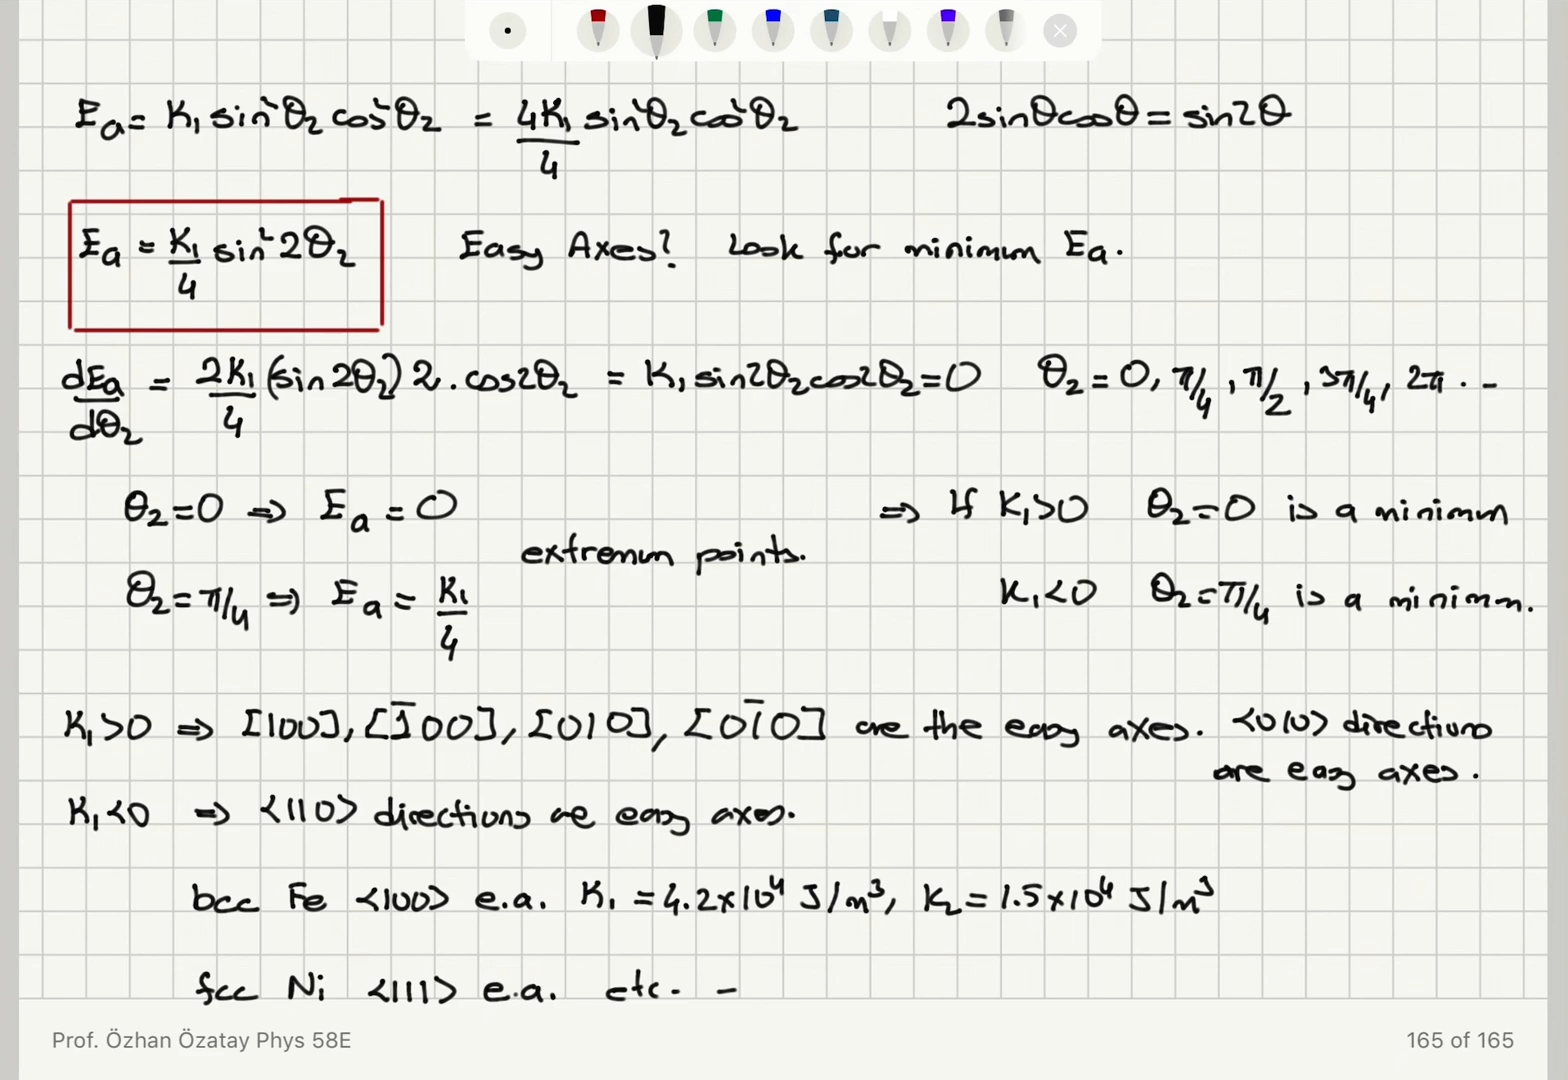 Ea = K₁ sin²θ₂ cos²θ₂ = 4K₁/4 sin²θ₂ cos²θ₂ 2sinθcosθ = sin2θ
Ea = K₁/4 sin²2θ₂ Easy Axes? Look for minimum Ea.
dEa/dθ₂ = 2K₁/4 (sin2θ₂) 2 . cos2θ₂ = K₁ sin2θ₂ cos2θ₂ = 0 θ₂ = 0, π/4, π/2, 3π/4, 2π . . -
θ₂ = 0 ⇒ Ea = 0 ⇒ If K₁>0 θ₂ = 0 is a minimum
extremum points.
θ₂ = π/4 ⇒ Ea = K₁/4 K₁<0 θ₂ = π/4 is a minimum.
K₁>0 ⇒ [100], [1̄00], [010], [01̄0] are the easy axes. <010> directions
are easy axes.
K₁<0 ⇒ <110> directions are easy axes.
bcc Fe <100> e.a. K₁ = 4.2×10⁴ J/m³, K₂ = 1.5×10⁴ J/m³
fcc Ni <111> e.a. etc. -
Prof. Özhan Özatay Phys 58E 165 of 165